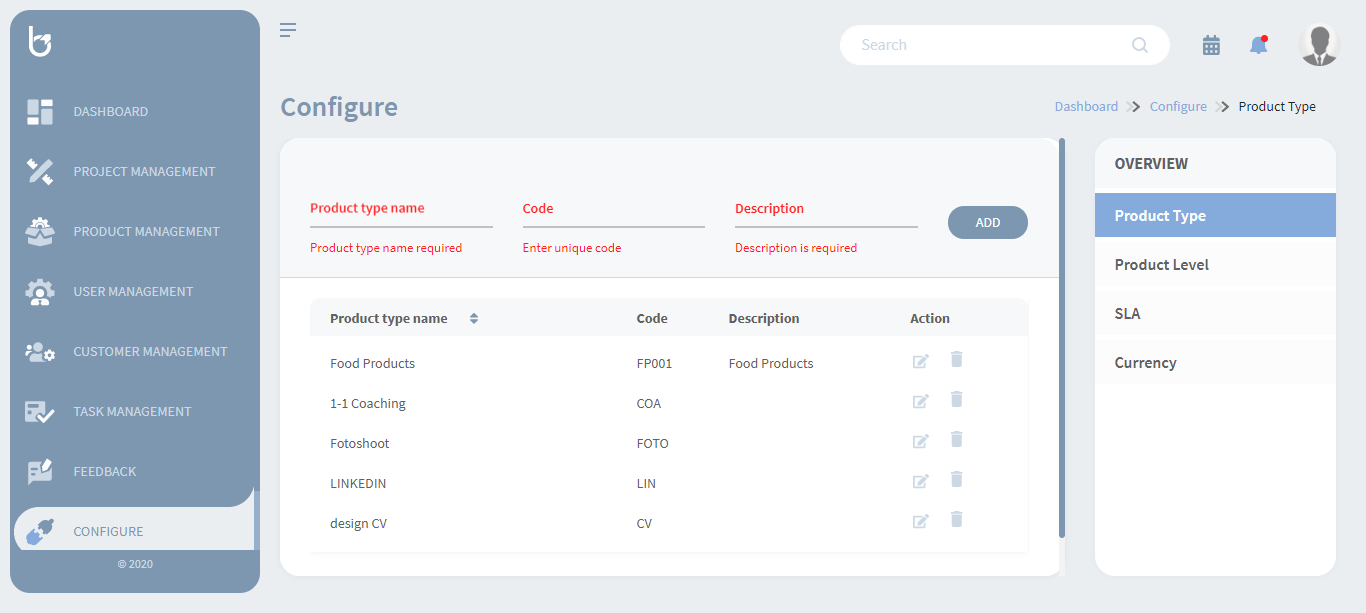 Search
DASHBOARD
PROJECT MANAGEMENT
PRODUCT MANAGEMENT
USER MANAGEMENT
CUSTOMER MANAGEMENT
TASK MANAGEMENT
FEEDBACK
CONFIGURE
© 2020
Configure
Dashboard Configure Product Type
Product type name Code Description
ADD
Product type name required Enter unique code Description is required
Product type name Code Description Action
Food Products FP001 Food Products
1-1 Coaching COA
Fotoshoot FOTO
LINKEDIN LIN
design CV CV
OVERVIEW
Product Type
Product Level
SLA
Currency